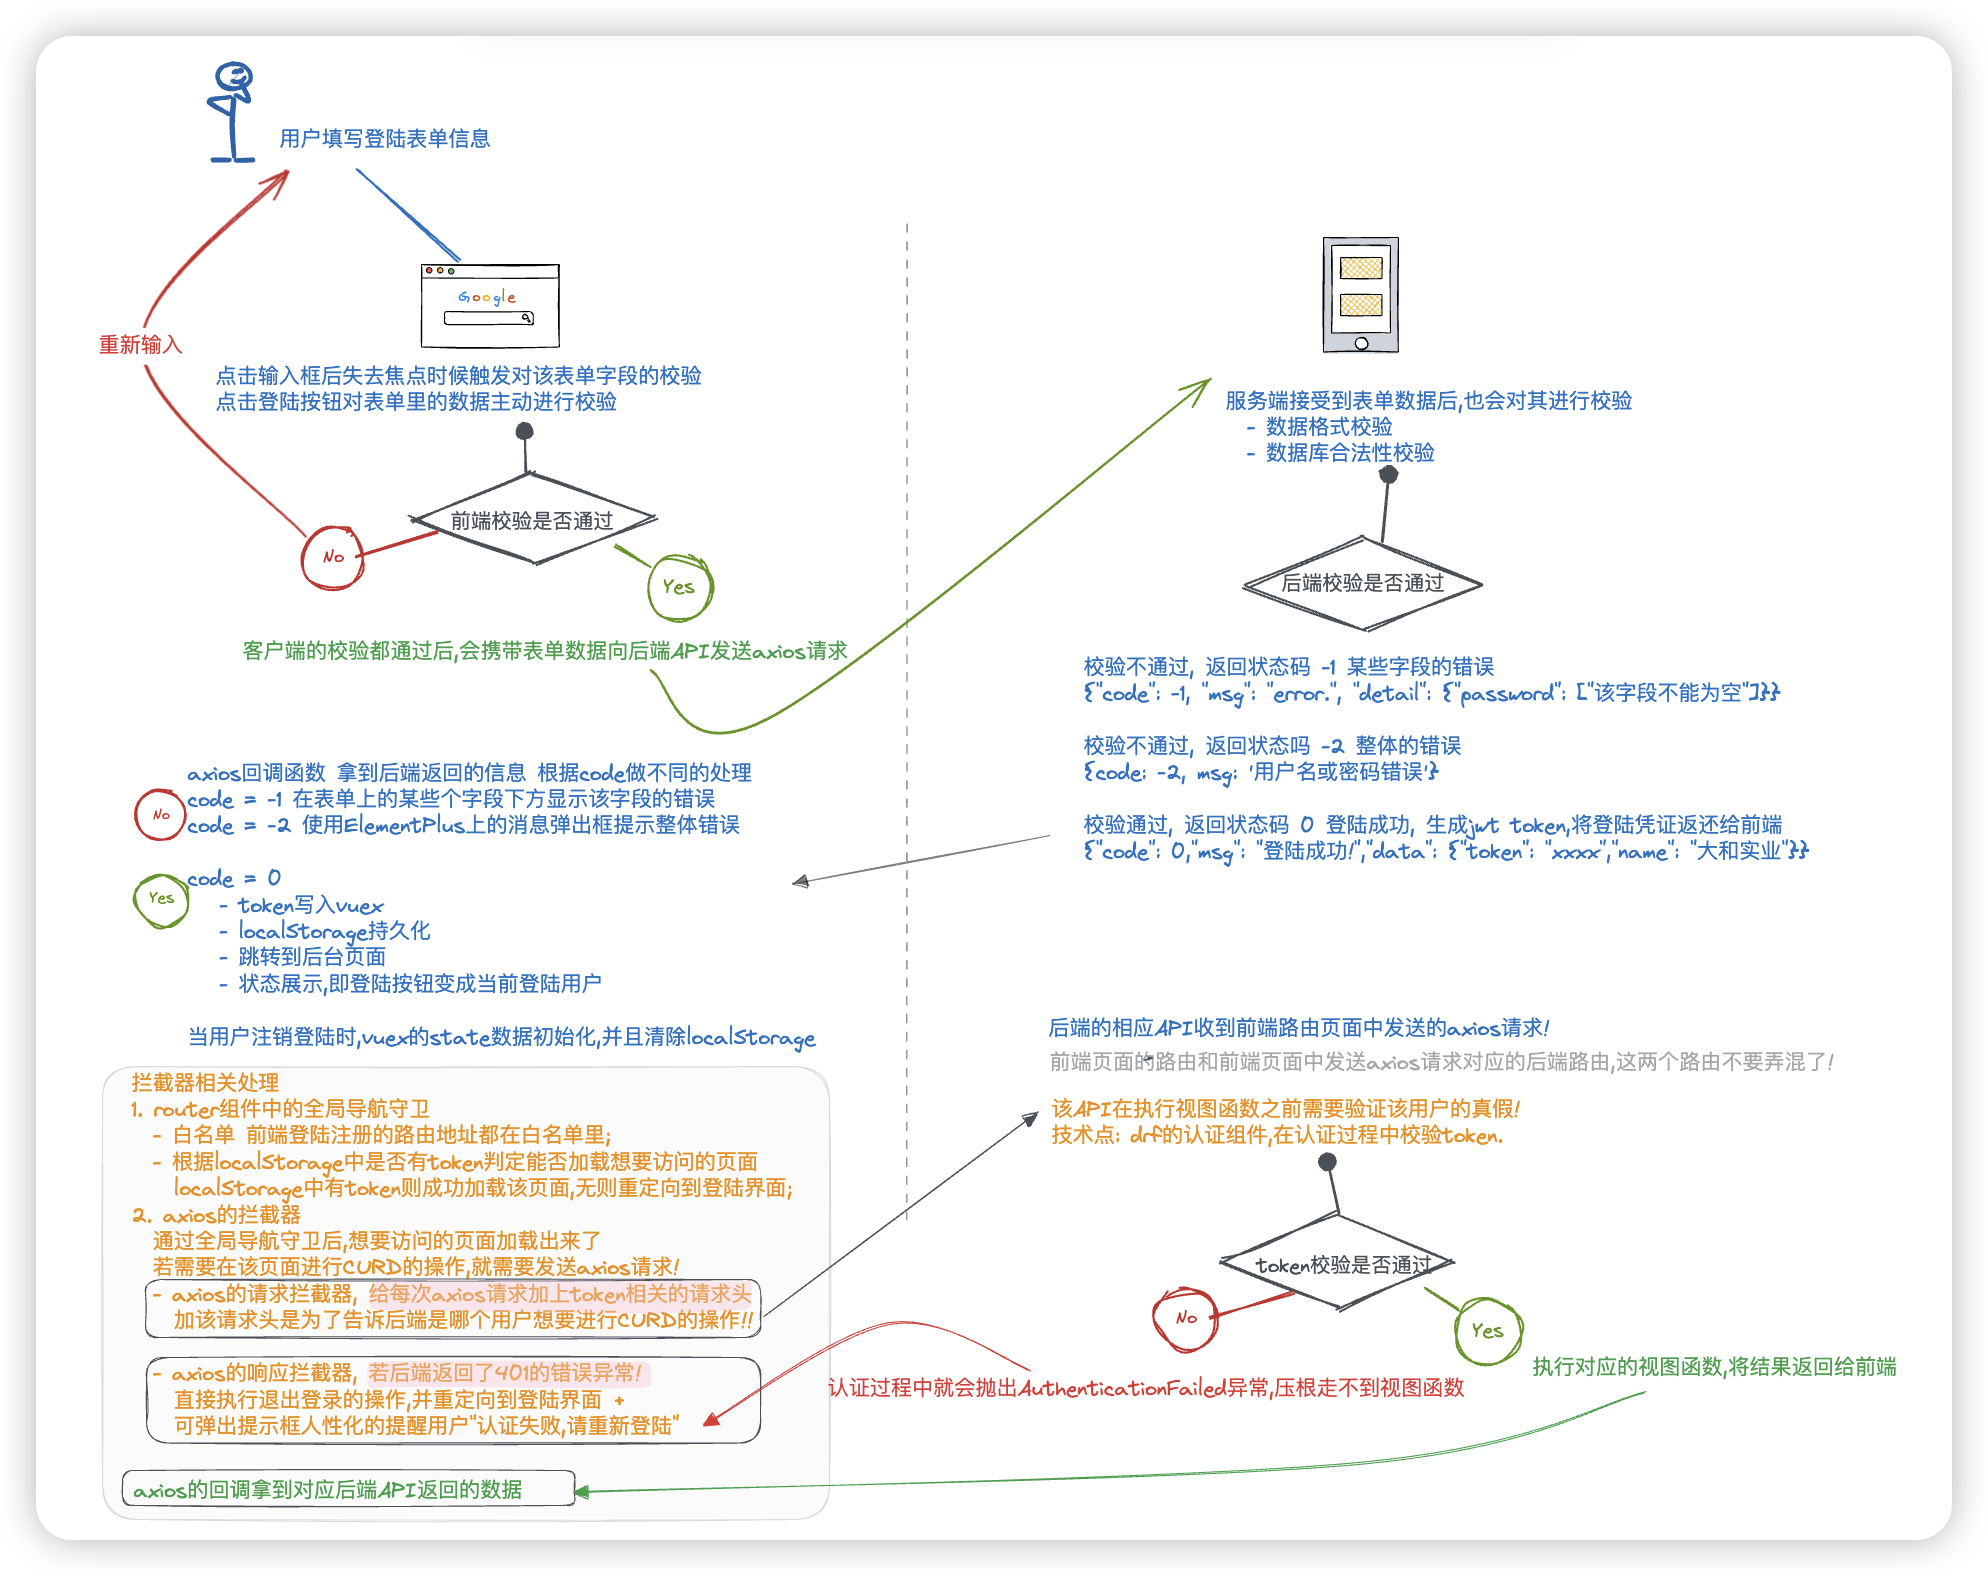 用户填写登陆表单信息
Google
重新输入
点击输入框后失去焦点时候触发对该表单字段的校验
点击登陆按钮对表单里的数据主动进行校验
前端校验是否通过
No
Yes
客户端的校验都通过后,会携带表单数据向后端API发送axios请求
服务端接受到表单数据后,也会对其进行校验
- 数据格式校验
- 数据库合法性校验
后端校验是否通过
校验不通过, 返回状态码 -1 某些字段的错误
{"code": -1, "msg": "error.", "detail": {"password": ["该字段不能为空"]}}
校验不通过, 返回状态吗 -2 整体的错误
{code: -2, msg: '用户名或密码错误'}
校验通过, 返回状态码 0 登陆成功, 生成jwt token,将登陆凭证返还给前端
{"code": 0,"msg": "登陆成功!","data": {"token": "xxxx","name": "大和实业"}}
axios回调函数 拿到后端返回的信息 根据code做不同的处理
No
code = -1 在表单上的某些个字段下方显示该字段的错误
code = -2 使用ElementPlus上的消息弹出框提示整体错误
Yes
code = 0
- token写入vuex
- localStorage持久化
- 跳转到后台页面
- 状态展示,即登陆按钮变成当前登陆用户
当用户注销登陆时,vuex的state数据初始化,并且清除localStorage
拦截器相关处理
1. router组件中的全局导航守卫
- 白名单 前端登陆注册的路由地址都在白名单里;
- 根据localStorage中是否有token判定能否加载想要访问的页面
localStorage中有token则成功加载该页面,无则重定向到登陆界面;
2. axios的拦截器
通过全局导航守卫后,想要访问的页面加载出来了
若需要在该页面进行CURD的操作,就需要发送axios请求!
- axios的请求拦截器, 给每次axios请求加上token相关的请求头
加该请求头是为了告诉后端是哪个用户想要进行CURD的操作!!
- axios的响应拦截器, 若后端返回了401的错误异常!
直接执行退出登录的操作,并重定向到登陆界面 +
可弹出提示框人性化的提醒用户"认证失败,请重新登陆"
axios的回调拿到对应后端API返回的数据
后端的相应API收到前端路由页面中发送的axios请求!
前端页面的路由和前端页面中发送axios请求对应的后端路由,这两个路由不要弄混了!
该API在执行视图函数之前需要验证该用户的真假!
技术点: drf的认证组件,在认证过程中校验token.
token校验是否通过
No
Yes
认证过程中就会抛出AuthenticationFailed异常,压根走不到视图函数
执行对应的视图函数,将结果返回给前端